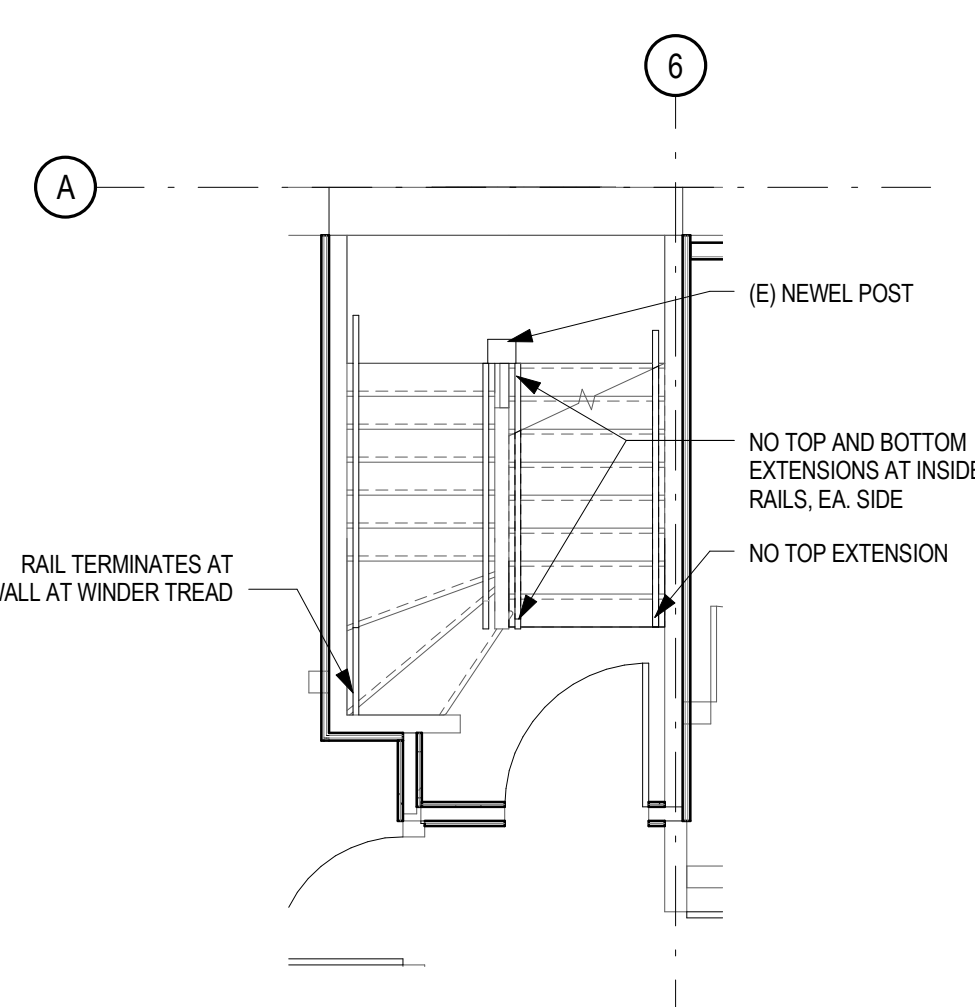 6
A
(E) NEWEL POST
NO TOP AND BOTTOM
EXTENSIONS AT INSIDE
RAILS, EA. SIDE
NO TOP EXTENSION
RAIL TERMINATES AT
WALL AT WINDER TREAD